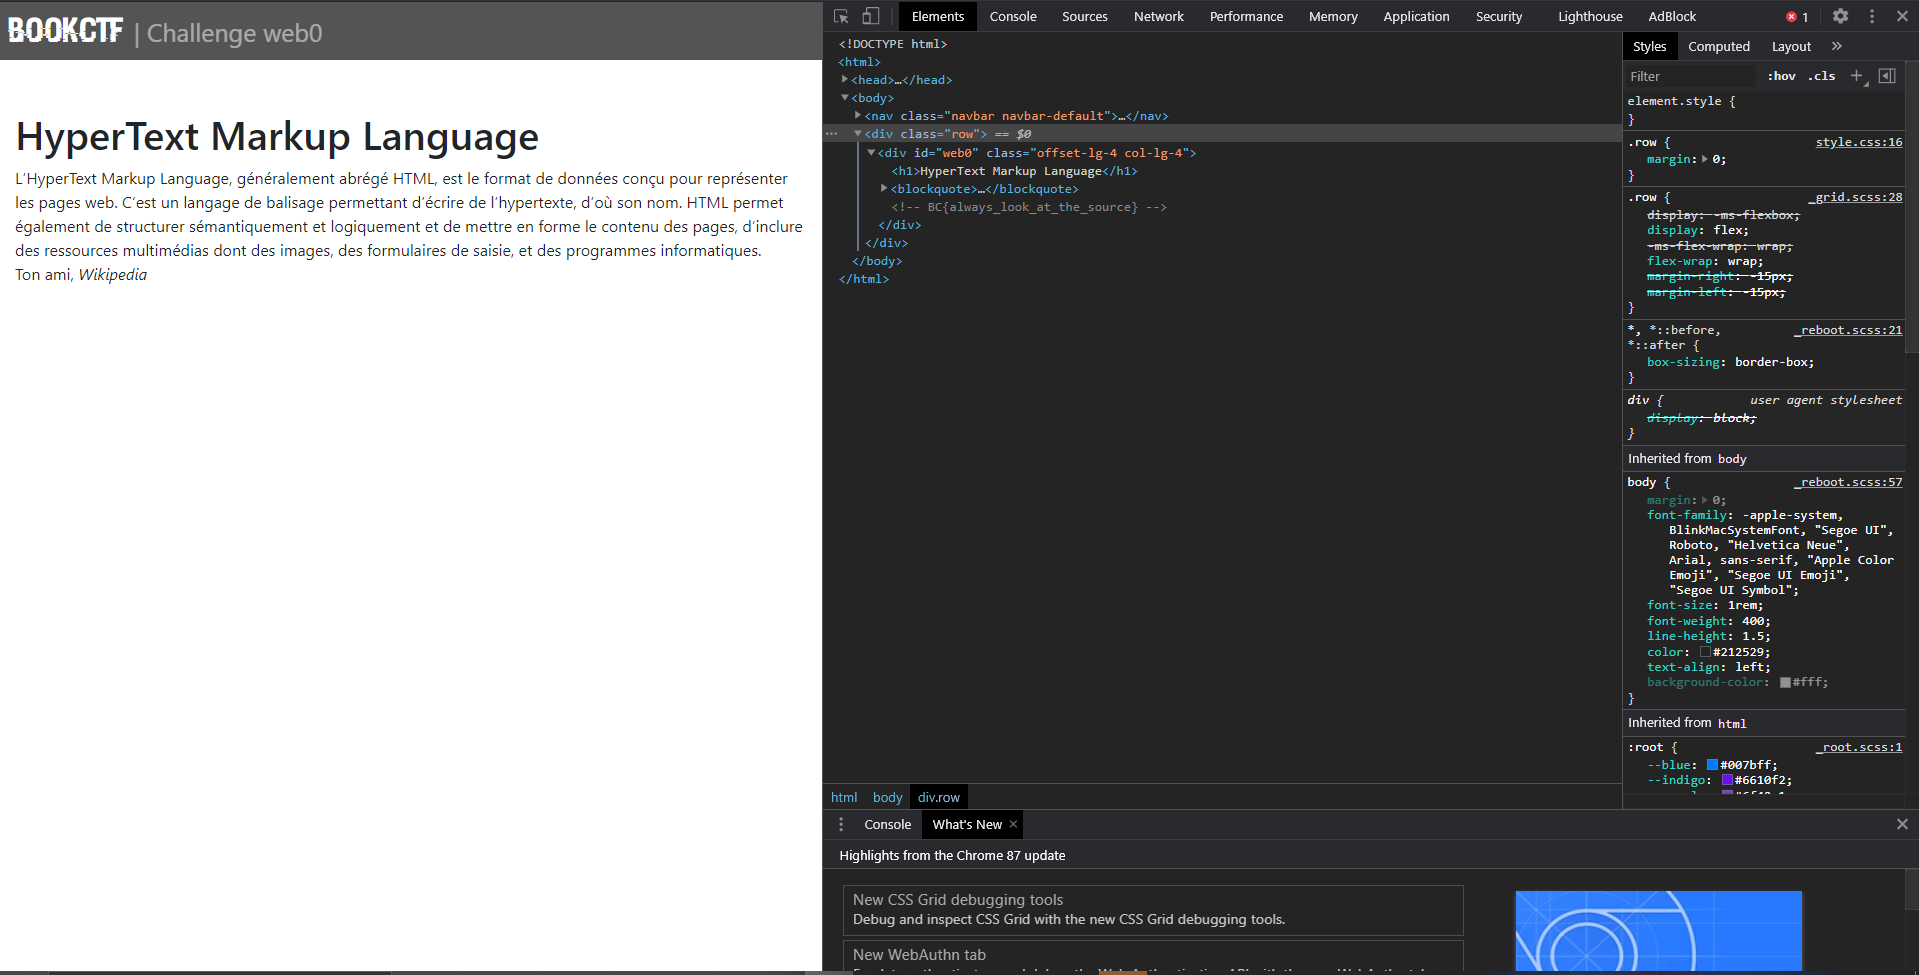 BOOKCTF | Challenge web0
HyperText Markup Language
L'HyperText Markup Language, généralement abrégé HTML, est le format de données conçu pour représenter
les pages web. C'est un langage de balisage permettant d'écrire de l'hypertexte, d'où son nom. HTML permet
également de structurer sémantiquement et logiquement et de mettre en forme le contenu des pages, d'inclure
des ressources multimédias dont des images, des formulaires de saisie, et des programmes informatiques.
Ton ami, Wikipedia
Elements Console Sources Network Performance Memory Application Security Lighthouse AdBlock 1
<!DOCTYPE html>
<html>
<head>…</head>
<body>
<nav class="navbar navbar-default">…</nav>
<div class="row"> == $0
<div id="web0" class="offset-lg-4 col-lg-4">
<h1>HyperText Markup Language</h1>
<blockquote>…</blockquote>
<!-- BC{always_look_at_the_source} -->
</div>
</div>
</body>
</html>
html body div.row
Styles Computed Layout »
Filter :hov .cls +
element.style {
}
.row { style.css:16
margin: 0;
}
.row { _grid.scss:28
display: -ms-flexbox;
display: flex;
-ms-flex-wrap: wrap;
flex-wrap: wrap;
margin-right: -15px;
margin-left: -15px;
}
*, *::before, _reboot.scss:21
*::after {
box-sizing: border-box;
}
div { user agent stylesheet
display: block;
}
Inherited from body
body { _reboot.scss:57
margin: 0;
font-family: -apple-system,
BlinkMacSystemFont, "Segoe UI",
Roboto, "Helvetica Neue",
Arial, sans-serif, "Apple Color
Emoji", "Segoe UI Emoji",
"Segoe UI Symbol";
font-size: 1rem;
font-weight: 400;
line-height: 1.5;
color: #212529;
text-align: left;
background-color: #fff;
}
Inherited from html
:root { _root.scss:1
--blue: #007bff;
--indigo: #6610f2;
Console What's New
Highlights from the Chrome 87 update
New CSS Grid debugging tools
Debug and inspect CSS Grid with the new CSS Grid debugging tools.
New WebAuthn tab